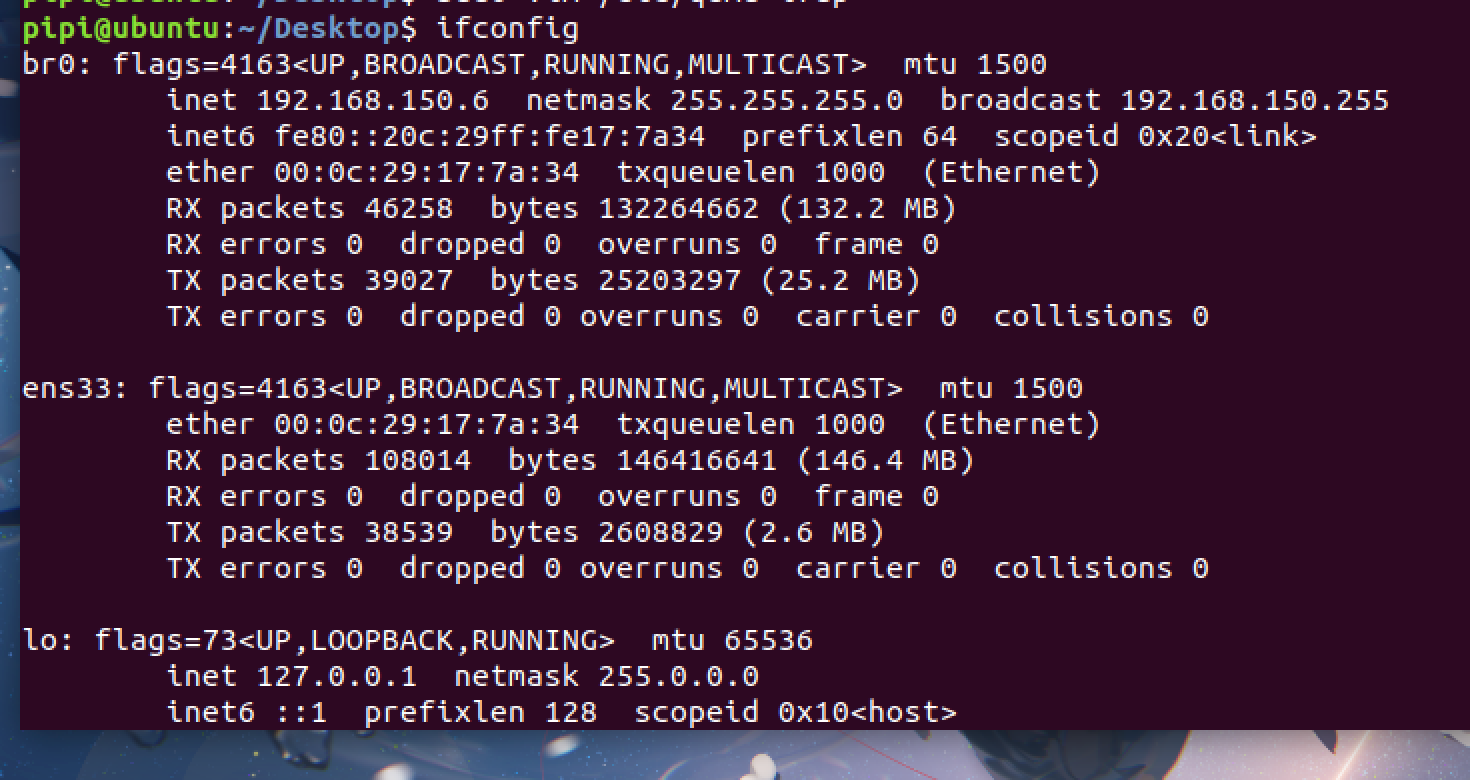 pipi@ubuntu:~/Desktop$ ifconfig
br0: flags=4163<UP,BROADCAST,RUNNING,MULTICAST>  mtu 1500
        inet 192.168.150.6  netmask 255.255.255.0  broadcast 192.168.150.255
        inet6 fe80::20c:29ff:fe17:7a34  prefixlen 64  scopeid 0x20<link>
        ether 00:0c:29:17:7a:34  txqueuelen 1000  (Ethernet)
        RX packets 46258  bytes 132264662 (132.2 MB)
        RX errors 0  dropped 0  overruns 0  frame 0
        TX packets 39027  bytes 25203297 (25.2 MB)
        TX errors 0  dropped 0 overruns 0  carrier 0  collisions 0

ens33: flags=4163<UP,BROADCAST,RUNNING,MULTICAST>  mtu 1500
        ether 00:0c:29:17:7a:34  txqueuelen 1000  (Ethernet)
        RX packets 108014  bytes 146416641 (146.4 MB)
        RX errors 0  dropped 0  overruns 0  frame 0
        TX packets 38539  bytes 2608829 (2.6 MB)
        TX errors 0  dropped 0 overruns 0  carrier 0  collisions 0

lo: flags=73<UP,LOOPBACK,RUNNING>  mtu 65536
        inet 127.0.0.1  netmask 255.0.0.0
        inet6 ::1  prefixlen 128  scopeid 0x10<host>